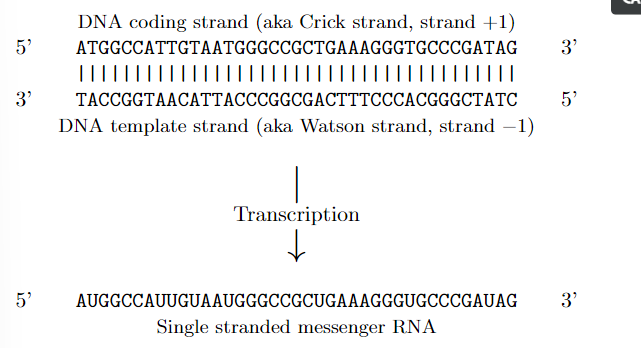 DNA coding strand (aka Crick strand, strand +1)
5’ ATGGCCATTGTAATGGGCCGCTGAAAGGGTGCCCGATAG 3’
|||||||||||||||||||||||||||||||||||||||
3’ TACCGGTAACATTACCCGGCGACTTTCCCACGGGCTATC 5’
DNA template strand (aka Watson strand, strand −1)
Transcription
5’ AUGGCCAUUGUAAUGGGCCGCUGAAAGGGUGCCCGAUAG 3’
Single stranded messenger RNA